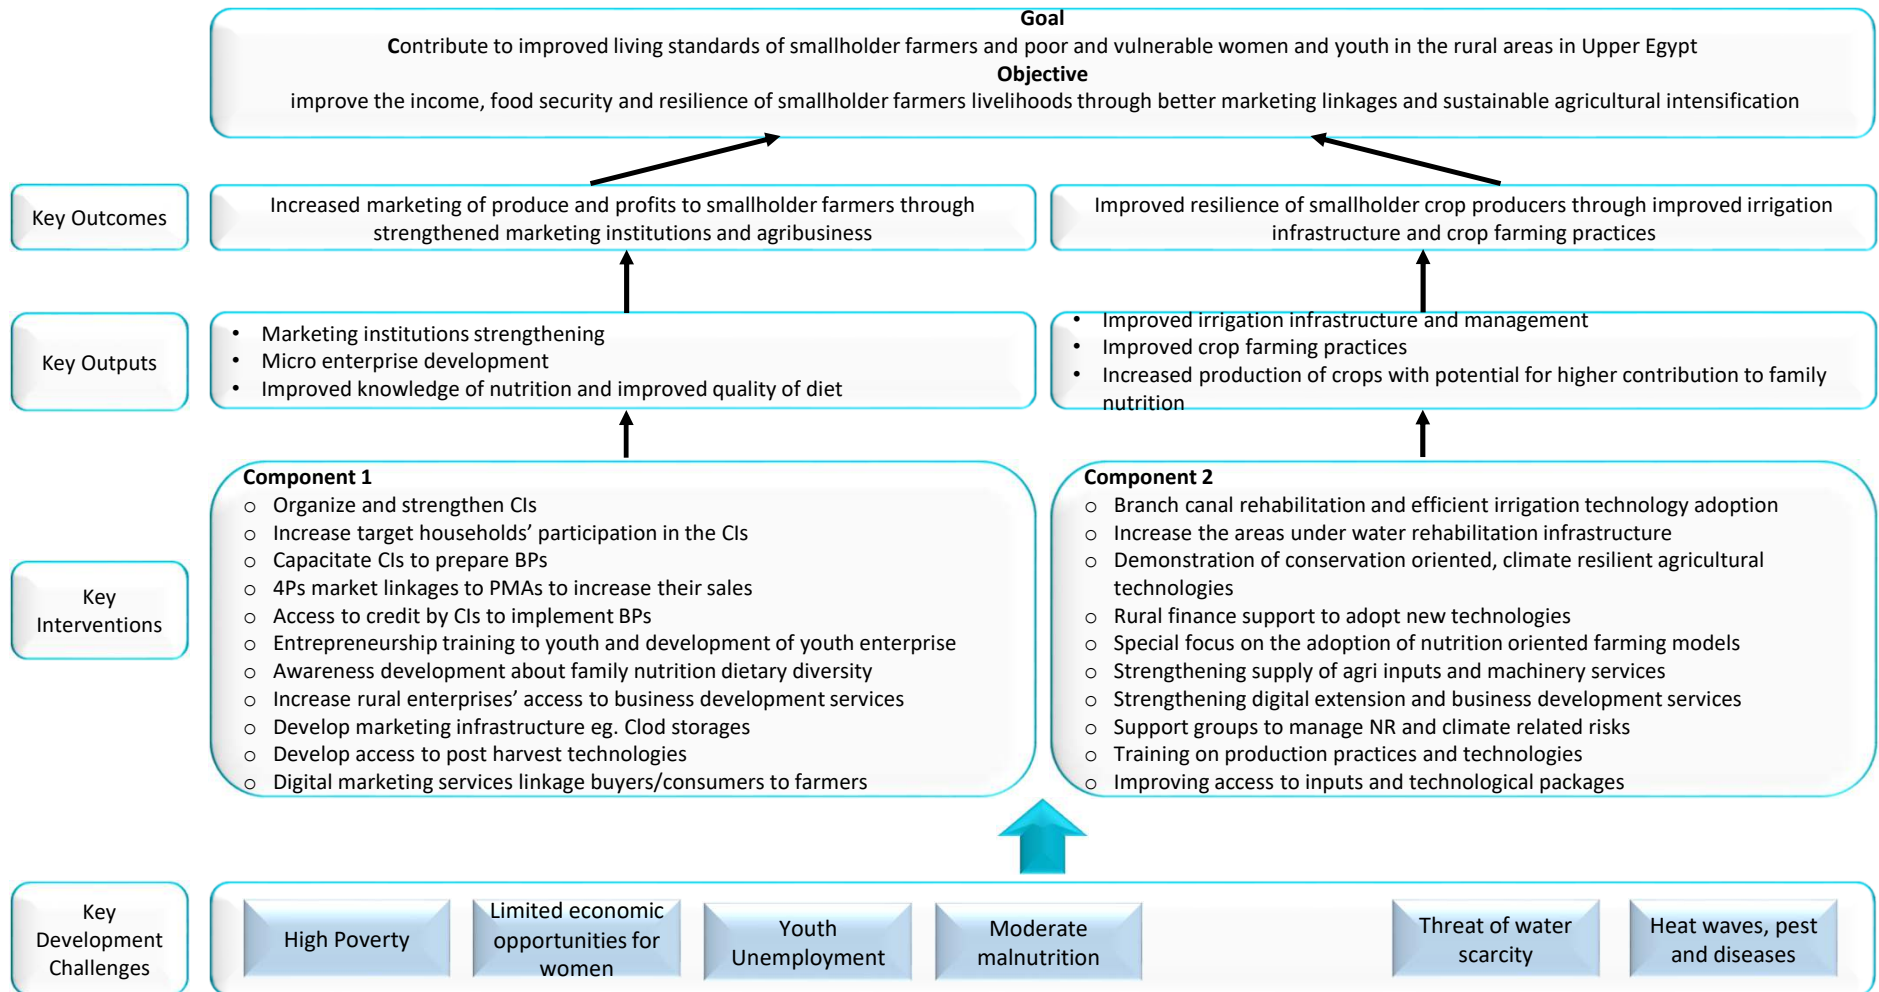 Goal
Contribute to improved living standards of smallholder farmers and poor and vulnerable women and youth in the rural areas in Upper Egypt
Objective
improve the income, food security and resilience of smallholder farmers livelihoods through better marketing linkages and sustainable agricultural intensification
Key Outcomes
Increased marketing of produce and profits to smallholder farmers through
strengthened marketing institutions and agribusiness
Improved resilience of smallholder crop producers through improved irrigation
infrastructure and crop farming practices
Key Outputs
• Marketing institutions strengthening
• Micro enterprise development
• Improved knowledge of nutrition and improved quality of diet
• Improved irrigation infrastructure and management
• Improved crop farming practices
• Increased production of crops with potential for higher contribution to family
nutrition
Key
Interventions
Component 1
o Organize and strengthen CIs
o Increase target households’ participation in the CIs
o Capacitate CIs to prepare BPs
o 4Ps market linkages to PMAs to increase their sales
o Access to credit by CIs to implement BPs
o Entrepreneurship training to youth and development of youth enterprise
o Awareness development about family nutrition dietary diversity
o Increase rural enterprises’ access to business development services
o Develop marketing infrastructure eg. Clod storages
o Develop access to post harvest technologies
o Digital marketing services linkage buyers/consumers to farmers
Component 2
o Branch canal rehabilitation and efficient irrigation technology adoption
o Increase the areas under water rehabilitation infrastructure
o Demonstration of conservation oriented, climate resilient agricultural
technologies
o Rural finance support to adopt new technologies
o Special focus on the adoption of nutrition oriented farming models
o Strengthening supply of agri inputs and machinery services
o Strengthening digital extension and business development services
o Support groups to manage NR and climate related risks
o Training on production practices and technologies
o Improving access to inputs and technological packages
Key
Development
Challenges
High Poverty
Limited economic
opportunities for
women
Youth
Unemployment
Moderate
malnutrition
Threat of water
scarcity
Heat waves, pest
and diseases